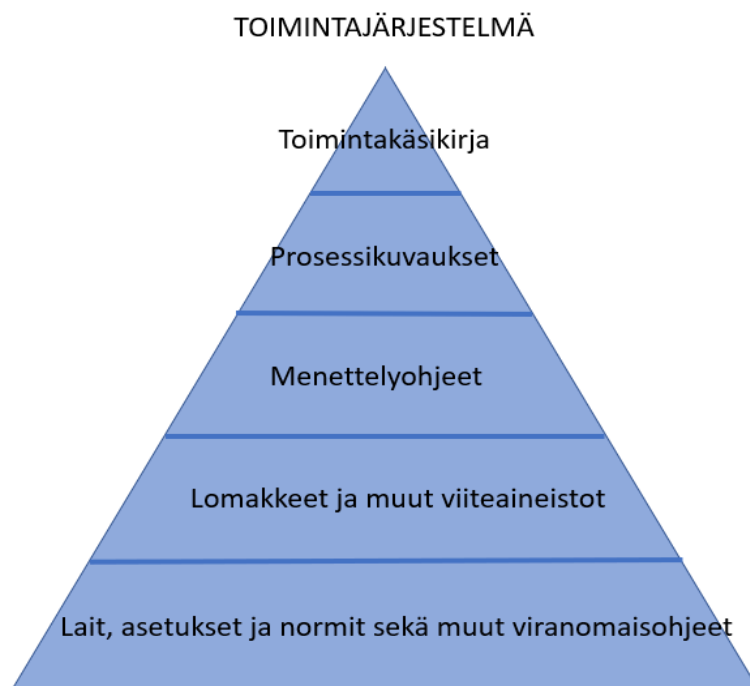 TOIMINTAJÄRJESTELMÄ
Toimintakäsikirja
Prosessikuvaukset
Menettelyohjeet
Lomakkeet ja muut viiteaineistot
Lait, asetukset ja normit sekä muut viranomaisohjeet